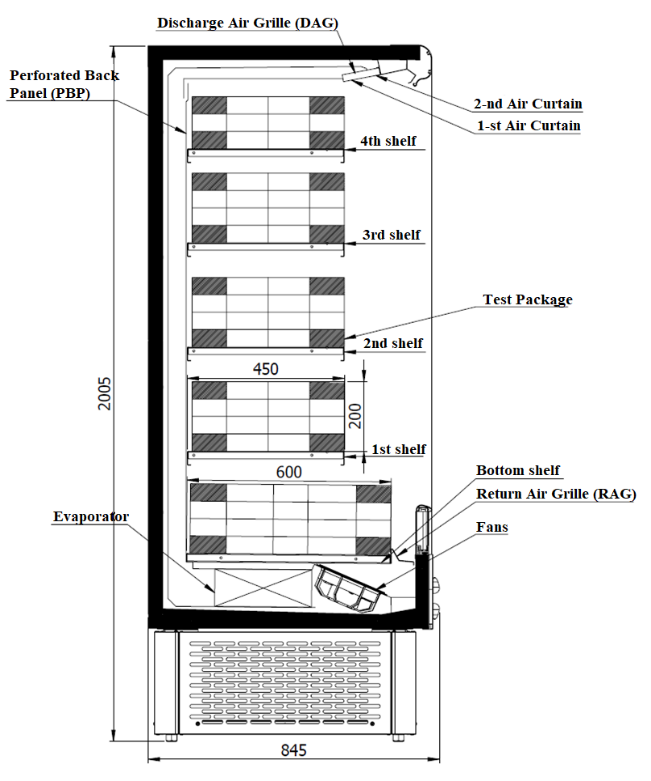 Discharge Air Grille (DAG)
Perforated Back
Panel (PBP)
2-nd Air Curtain
1-st Air Curtain
4th shelf
3rd shelf
Test Package
2nd shelf
450
2005
200
1st shelf
600
Bottom shelf
Return Air Grille (RAG)
Evaporator
Fans
845